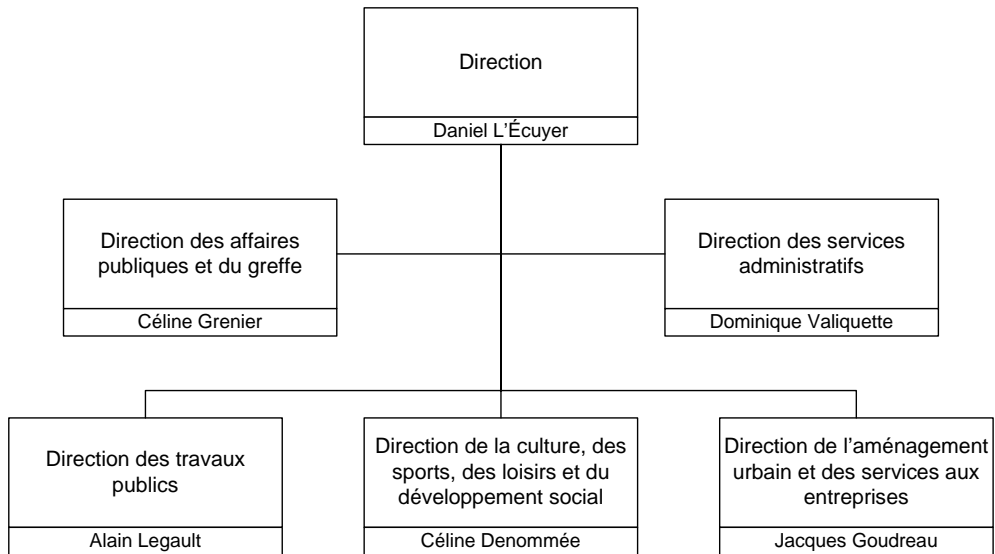 Direction
Daniel L’Écuyer
Direction des affaires
publiques et du greffe
Céline Grenier
Direction des services
administratifs
Dominique Valiquette
Direction des travaux
publics
Alain Legault
Direction de la culture, des
sports, des loisirs et du
développement social
Céline Denommée
Direction de l’aménagement
urbain et des services aux
entreprises
Jacques Goudreau